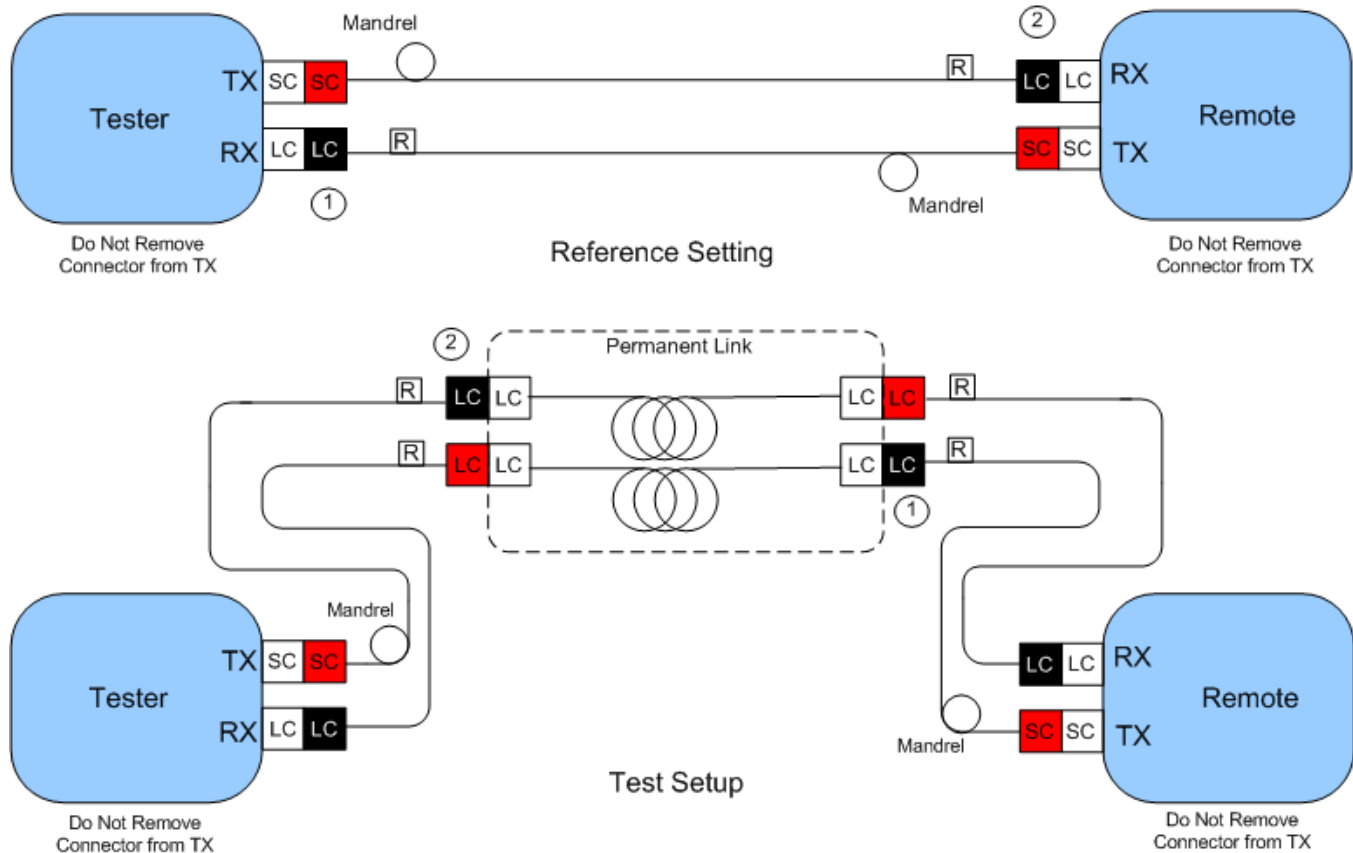 Mandrel
2
TX SC SC
R
LC LC RX
Tester
Remote
RX LC LC
R
SC SC TX
1
Mandrel
Do Not Remove
Connector from TX
Reference Setting
Do Not Remove
Connector from TX
2
Permanent Link
R
LC LC
LC LC
R
R
LC LC
LC LC
R
1
Mandrel
TX SC SC
LC LC RX
Tester
Remote
RX LC LC
Mandrel
SC SC TX
Test Setup
Do Not Remove
Connector from TX
Do Not Remove
Connector from TX